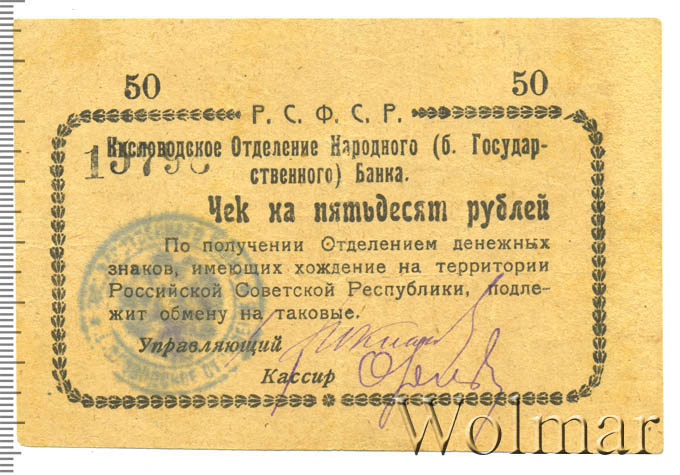 50 50
Р. С. Ф. С. Р.
Кисловодское Отделение Народного (б. Государ-
ственного) Банка.
Чек на пятьдесят рублей
По получении Отделением денежных
знаков, имеющих хождение на территории
Российской Советской Республики, подле-
жит обмену на таковые.
Управляющий
Кассир
Wolmar